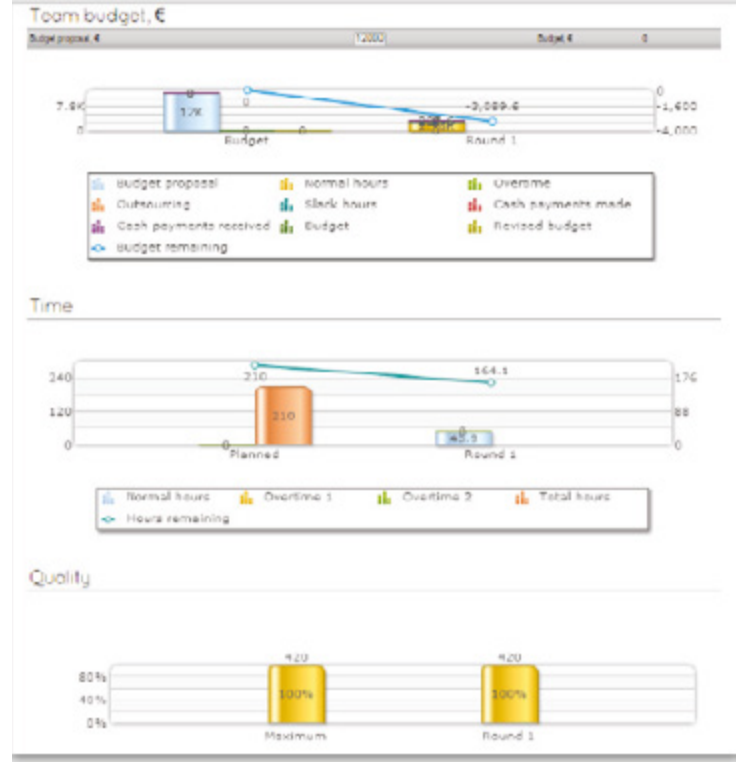 Team budget, €
Budget proposal, € 12000 Budget € 0
0 0
7.9K 12K 0 -3,089.6 -1,600
0 0 0 -4,000
Budget Round 1
Budget proposal Normal hours Overtime
Outsourcing Slack hours Cash payments made
Cash payments received Budget Revised budget
Budget remaining
Time
240 210 164.1 176
120 210 88
0 0 45.9 0
Planned Round 1
Normal hours Overtime 1 Overtime 2 Total hours
Hours remaining
Quality
420 420
80%
40% 100% 100%
0%
Maximum Round 1